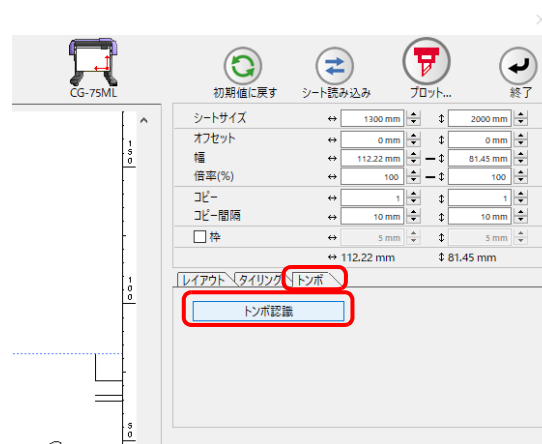 CG-75ML
初期値に戻す
シート読み込み
プロット...
終了
シートサイズ ↔ 1300 mm ↕ 2000 mm
オフセット ↔ 0 mm ↕ 0 mm
幅 ↔ 112.22 mm ↕ 81.45 mm
倍率(%) ↔ 100 ↕ 100
コピー ↔ 1 ↕ 1
コピー間隔 ↔ 10 mm ↕ 10 mm
枠 ↔ 5 mm ↕ 5 mm
↔ 112.22 mm ↕ 81.45 mm
レイアウト タイリング トンボ
トンボ認識
150
100
50